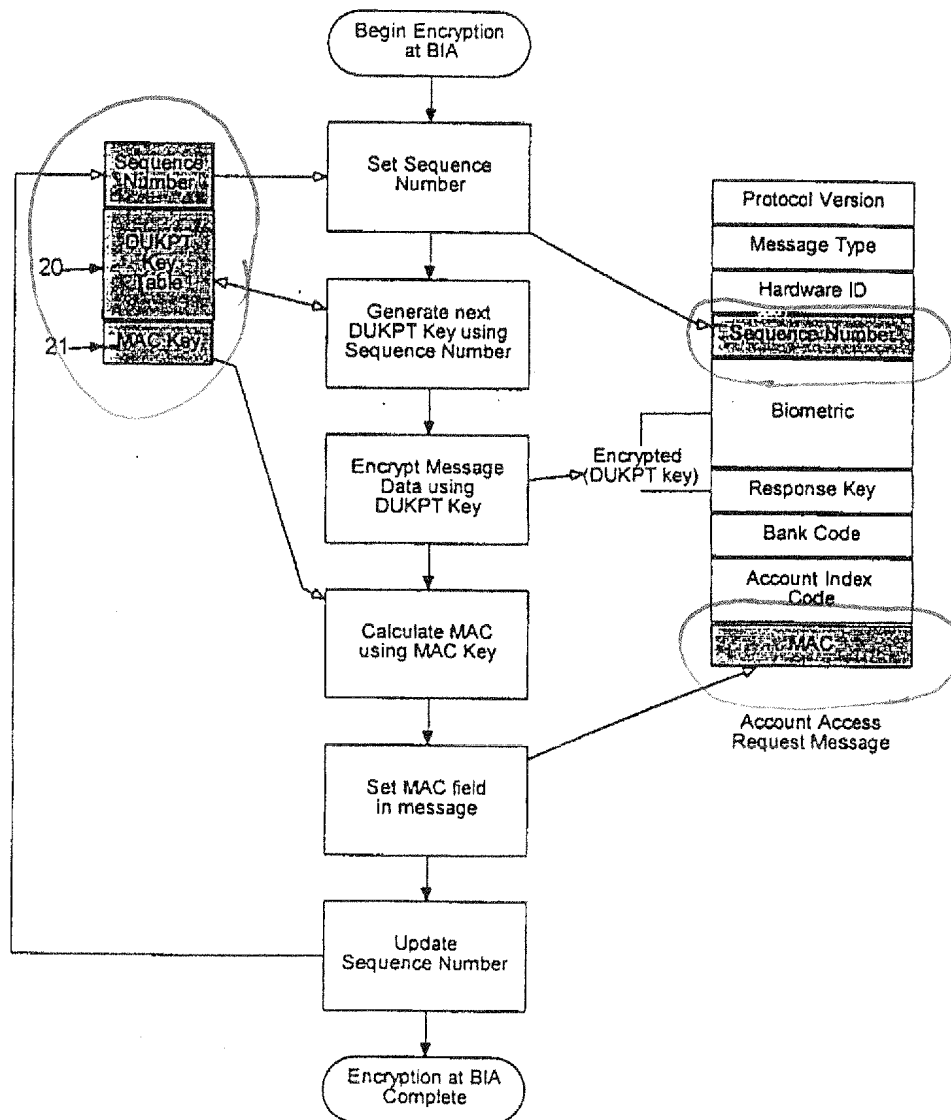 Begin Encryption
at BIA
Sequence
Number
DUKPT
Key
Table
MAC Key
20
21
Set Sequence
Number
Generate next
DUKPT Key using
Sequence Number
Encrypt Message
Data using
DUKPT Key
Calculate MAC
using MAC Key
Set MAC field
in message
Update
Sequence Number
Encryption at BIA
Complete
Encrypted
(DUKPT key)
Protocol Version
Message Type
Hardware ID
Sequence Number
Biometric
Response Key
Bank Code
Account Index
Code
MAC
Account Access
Request Message